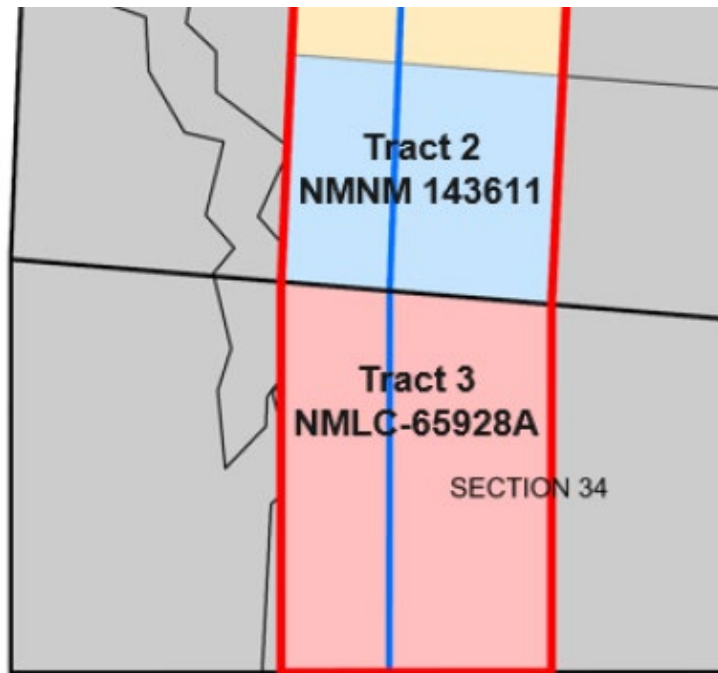 Tract 2
NMNM 143611
Tract 3
NMLC-65928A
SECTION 34